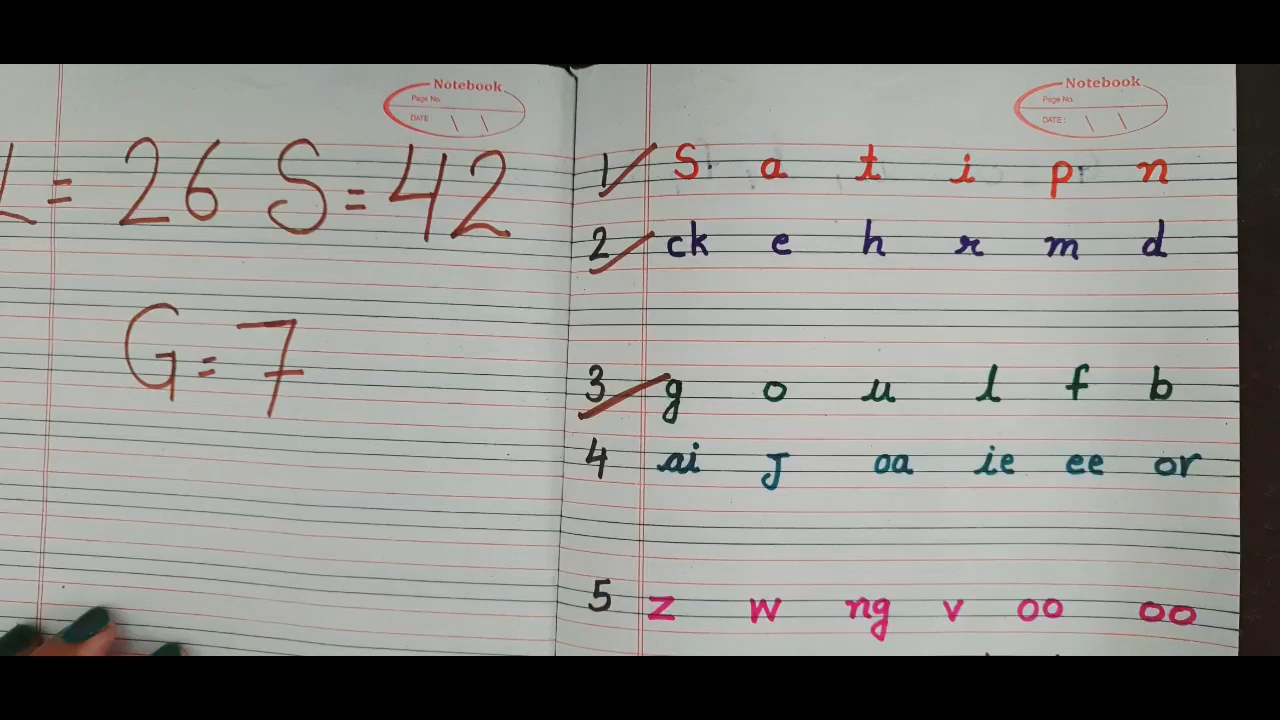 Notebook
Page No.
DATE :
L = 26 S = 42
G = 7
Notebook
Page No.
DATE :
1 S a t i p n
2 ck e h r m d
3 g o u l f b
4 ai J oa ie ee or
5 z w ng v oo oo